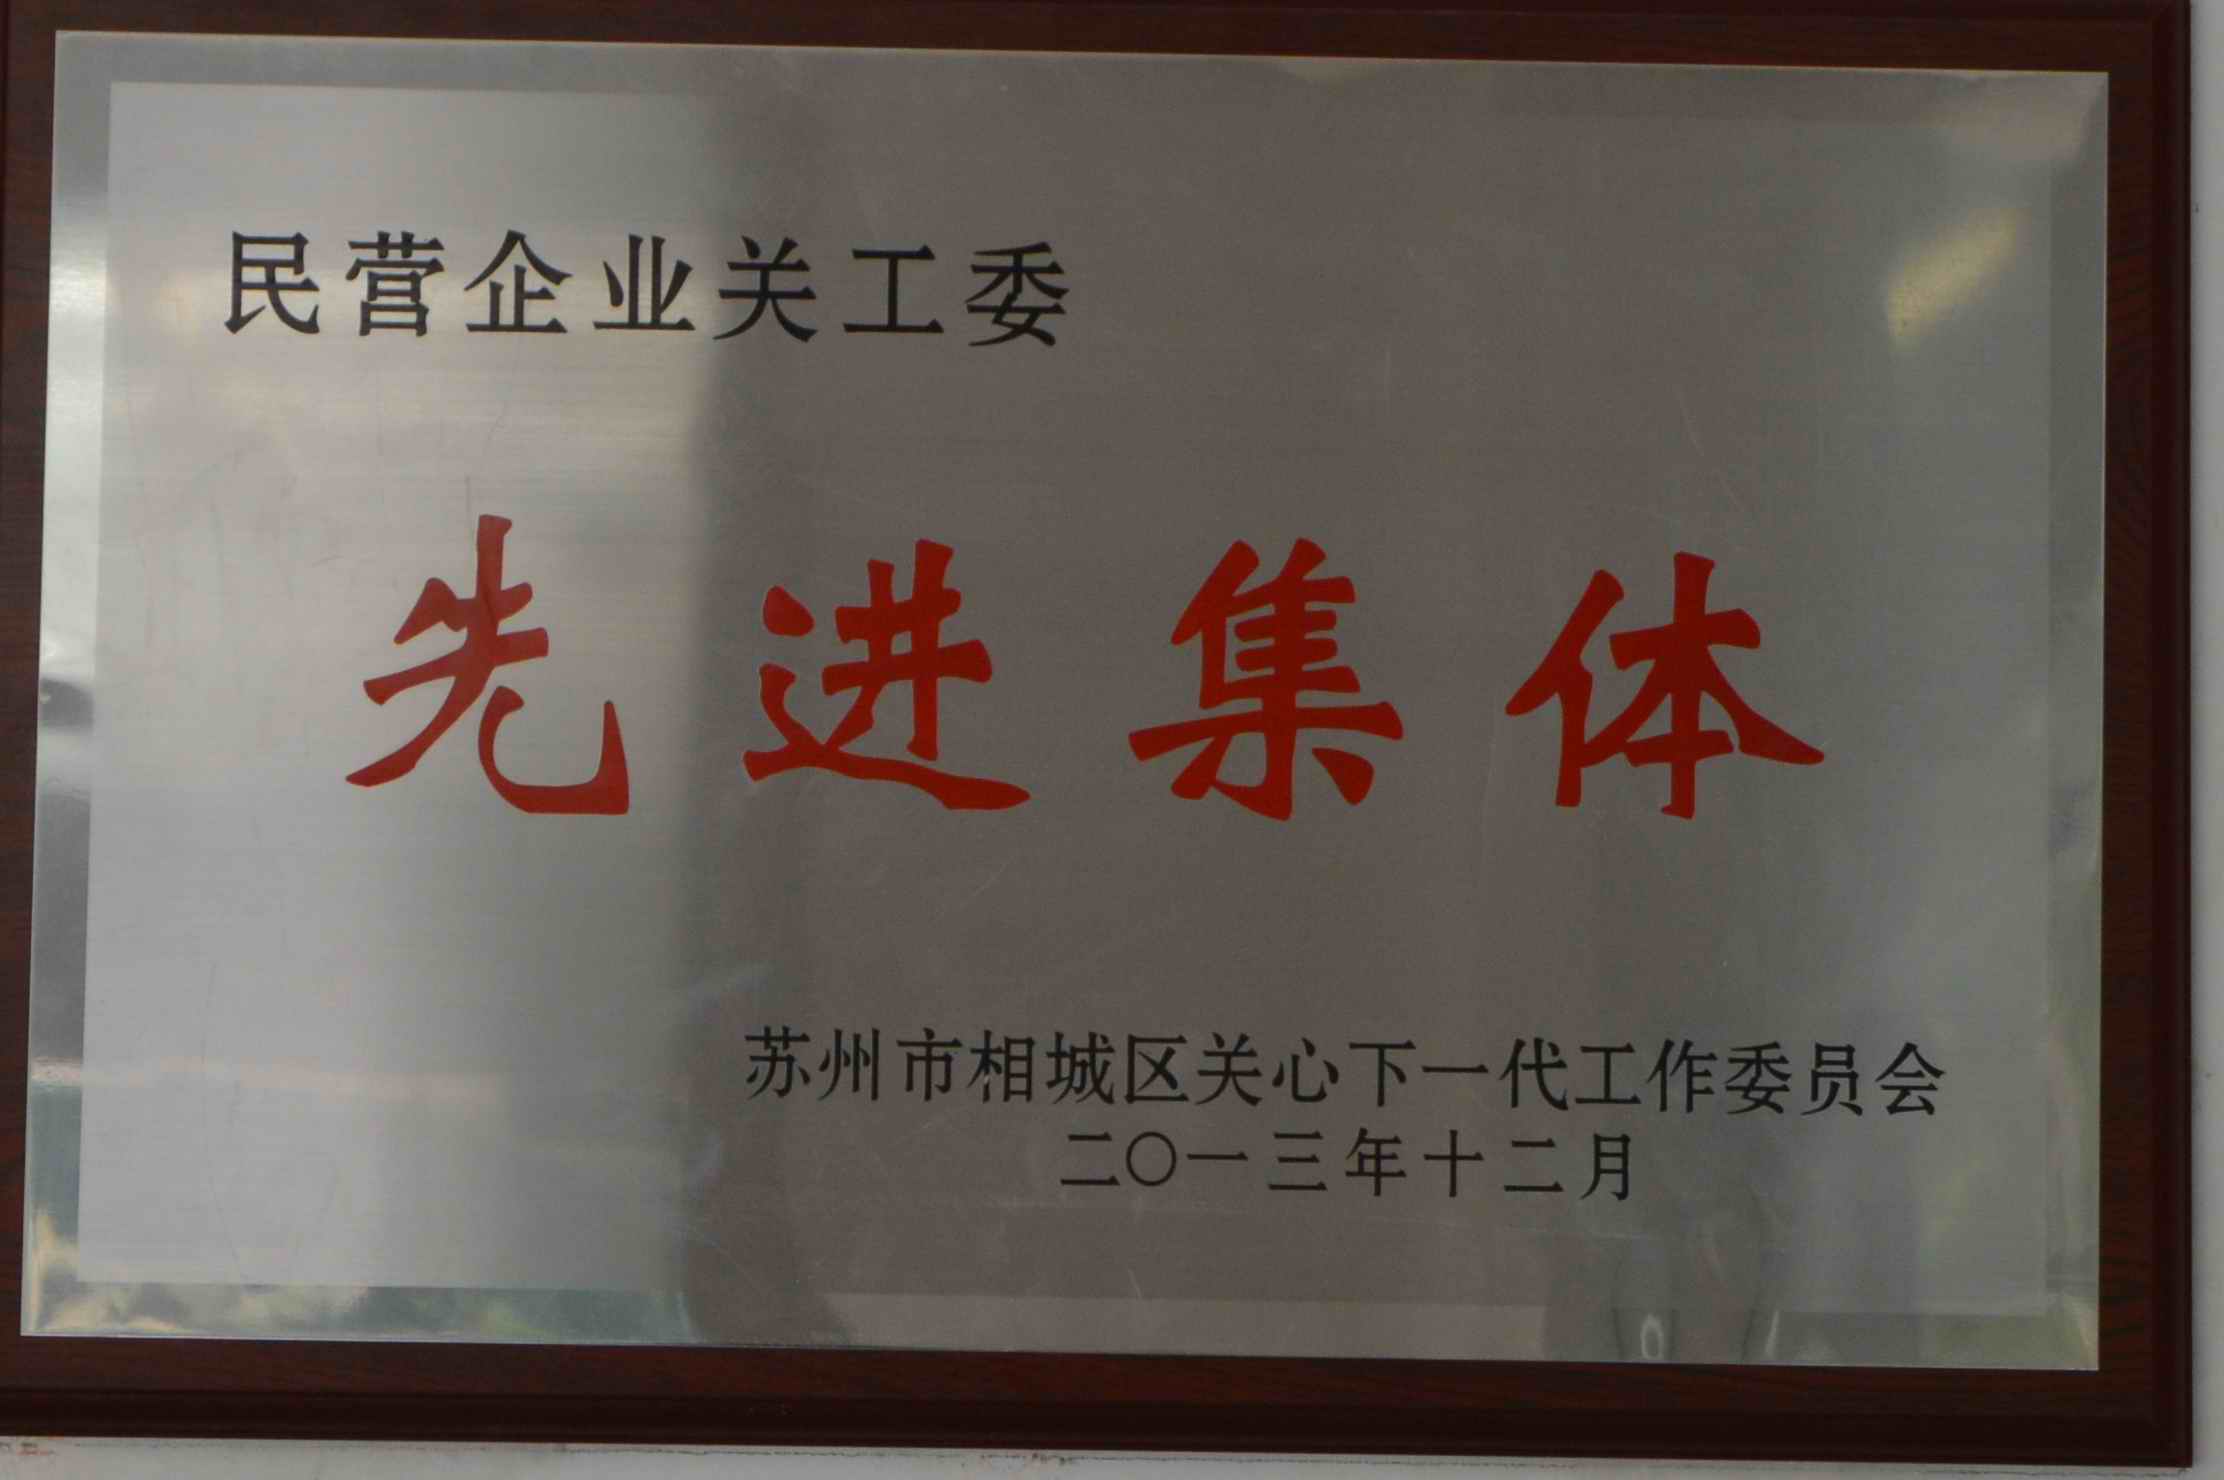 民营企业关工委
先进集体
苏州市相城区关心下一代工作委员会
二〇一三年十二月